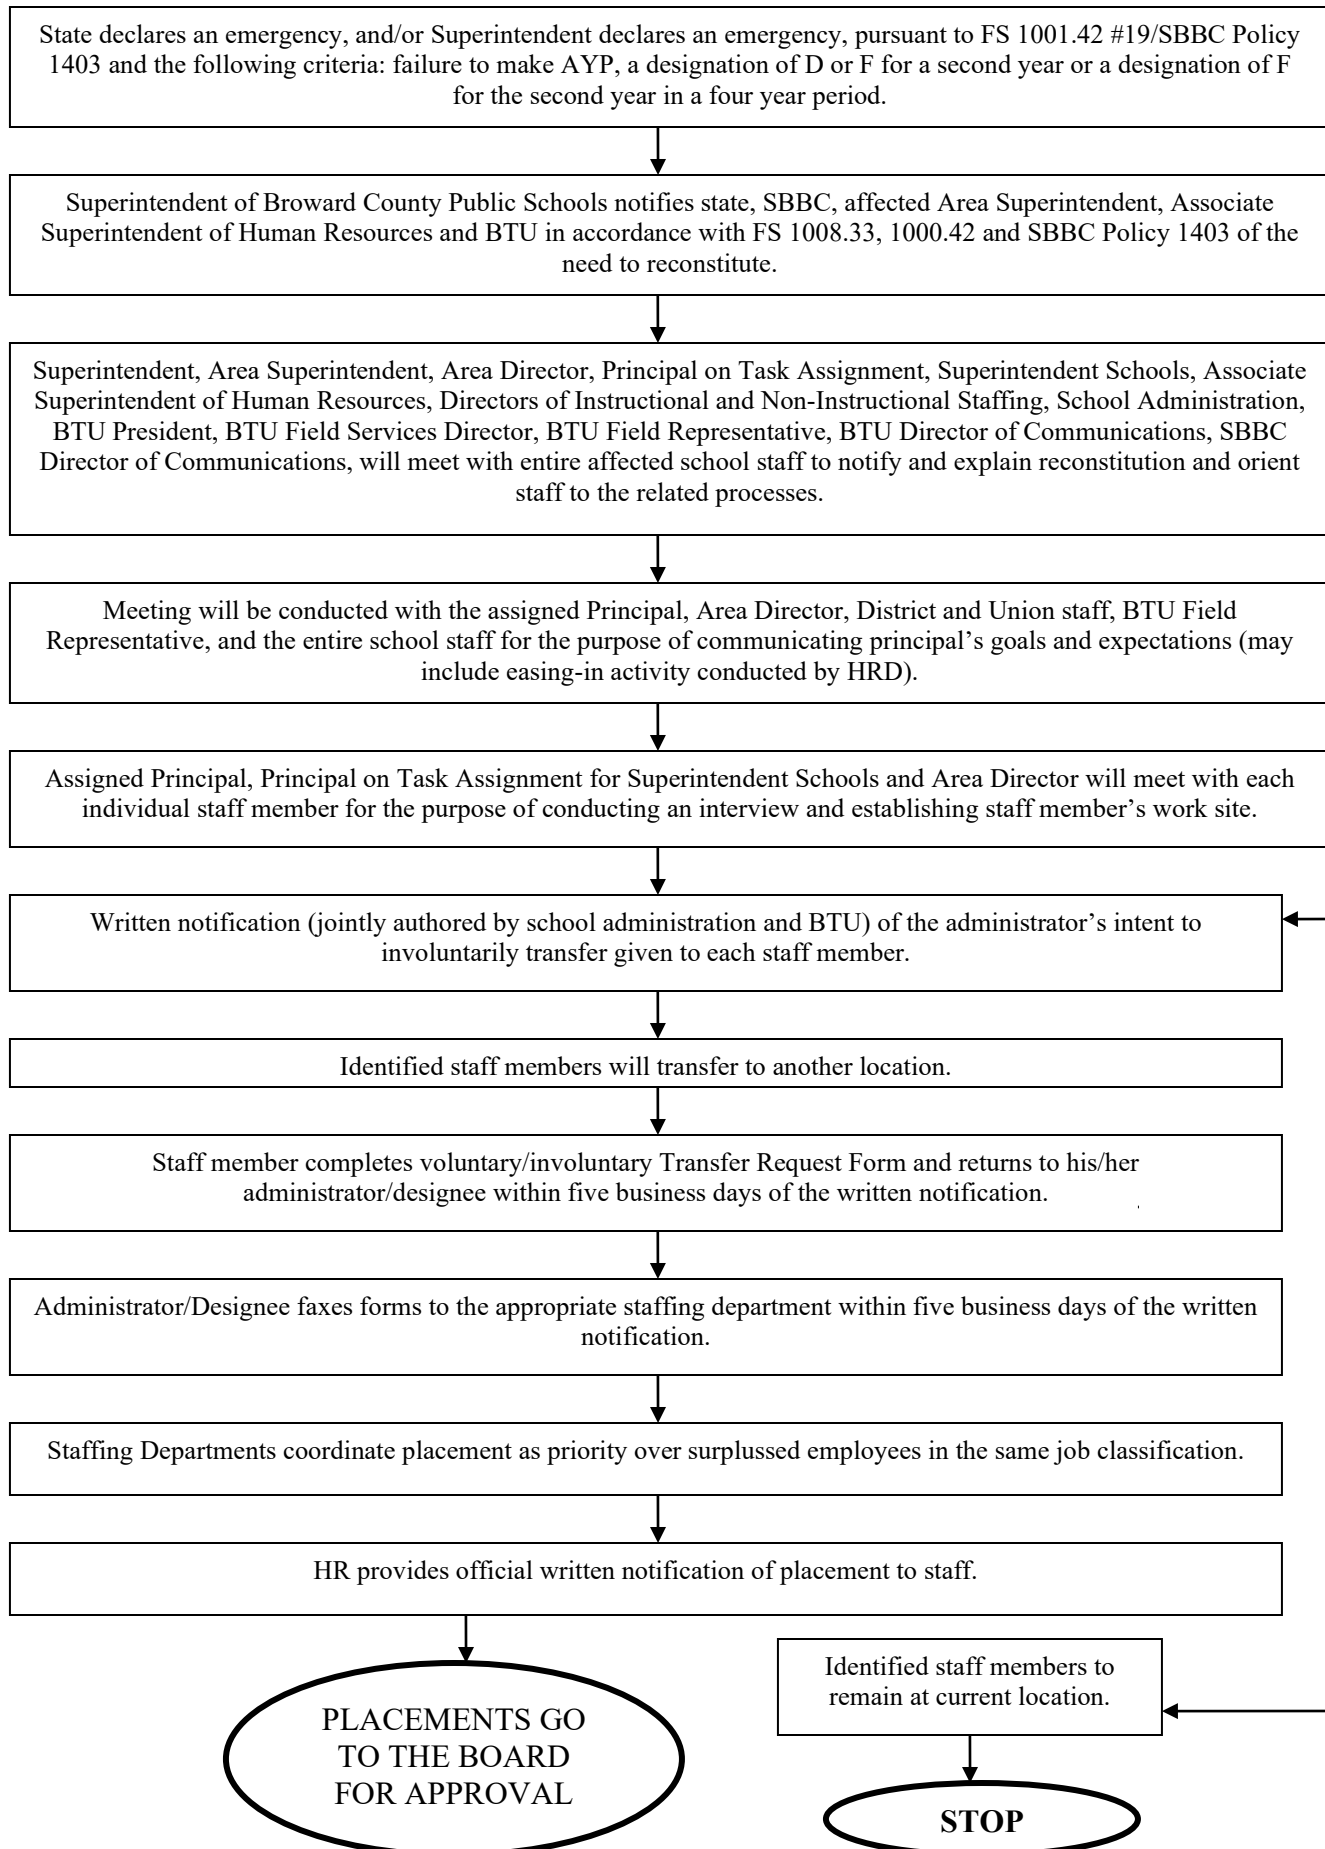 State declares an emergency, and/or Superintendent declares an emergency, pursuant to FS 1001.42 #19/SBBC Policy
1403 and the following criteria: failure to make AYP, a designation of D or F for a second year or a designation of F
for the second year in a four year period.
Superintendent of Broward County Public Schools notifies state, SBBC, affected Area Superintendent, Associate
Superintendent of Human Resources and BTU in accordance with FS 1008.33, 1000.42 and SBBC Policy 1403 of the
need to reconstitute.
Superintendent, Area Superintendent, Area Director, Principal on Task Assignment, Superintendent Schools, Associate
Superintendent of Human Resources, Directors of Instructional and Non-Instructional Staffing, School Administration,
BTU President, BTU Field Services Director, BTU Field Representative, BTU Director of Communications, SBBC
Director of Communications, will meet with entire affected school staff to notify and explain reconstitution and orient
staff to the related processes.
Meeting will be conducted with the assigned Principal, Area Director, District and Union staff, BTU Field
Representative, and the entire school staff for the purpose of communicating principal’s goals and expectations (may
include easing-in activity conducted by HRD).
Assigned Principal, Principal on Task Assignment for Superintendent Schools and Area Director will meet with each
individual staff member for the purpose of conducting an interview and establishing staff member’s work site.
Written notification (jointly authored by school administration and BTU) of the administrator’s intent to
involuntarily transfer given to each staff member.
Identified staff members will transfer to another location.
Staff member completes voluntary/involuntary Transfer Request Form and returns to his/her
administrator/designee within five business days of the written notification.
Administrator/Designee faxes forms to the appropriate staffing department within five business days of the written
notification.
Staffing Departments coordinate placement as priority over surplussed employees in the same job classification.
HR provides official written notification of placement to staff.
PLACEMENTS GO
TO THE BOARD
FOR APPROVAL
Identified staff members to
remain at current location.
STOP